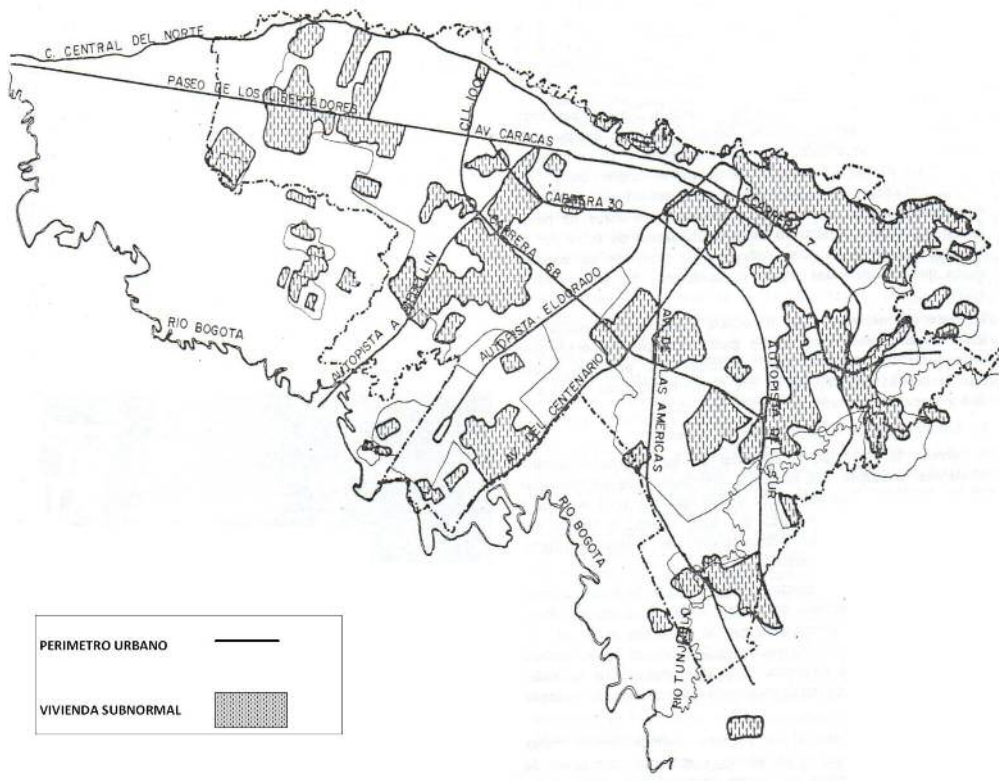 C. CENTRAL DEL NORTE
PASEO DE LOS LIBERTADORES
CLL 100
AV. CARACAS
CARRERA 30
CARRERA 7
CARRERA 68
AUTOPISTA A MEDELLIN
AUTOPISTA ELDORADO
RIO BOGOTA
AV. DEL CENTENARIO
AV. DE LAS AMERICAS
AUTOPISTA DEL SUR
RIO BOGOTA
RIO TUNJUELO
PERIMETRO URBANO
VIVIENDA SUBNORMAL